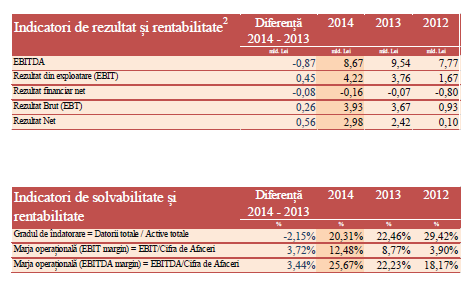 Indicatori de rezultat și rentabilitate2 Diferență 2014 2013 2012
2014 - 2013
mld. Lei mld. Lei mld. Lei mld. Lei
EBITDA -0,87 8,67 9,54 7,77
Rezultat din exploatare (EBIT) 0,45 4,22 3,76 1,67
Rezultat financiar net -0,08 -0,16 -0,07 -0,80
Rezultat Brut (EBT) 0,26 3,93 3,67 0,93
Rezultat Net 0,56 2,98 2,42 0,10
Indicatori de solvabilitate și Diferență 2014 2013 2012
rentabilitate 2014 - 2013
% % % %
Gradul de îndatorare = Datorii totale / Active totale -2,15% 20,31% 22,46% 29,42%
Marja operațională (EBIT margin) = EBIT/Cifra de Afaceri 3,72% 12,48% 8,77% 3,90%
Marja operațională (EBITDA margin) = EBITDA/Cifra de Afaceri 3,44% 25,67% 22,23% 18,17%